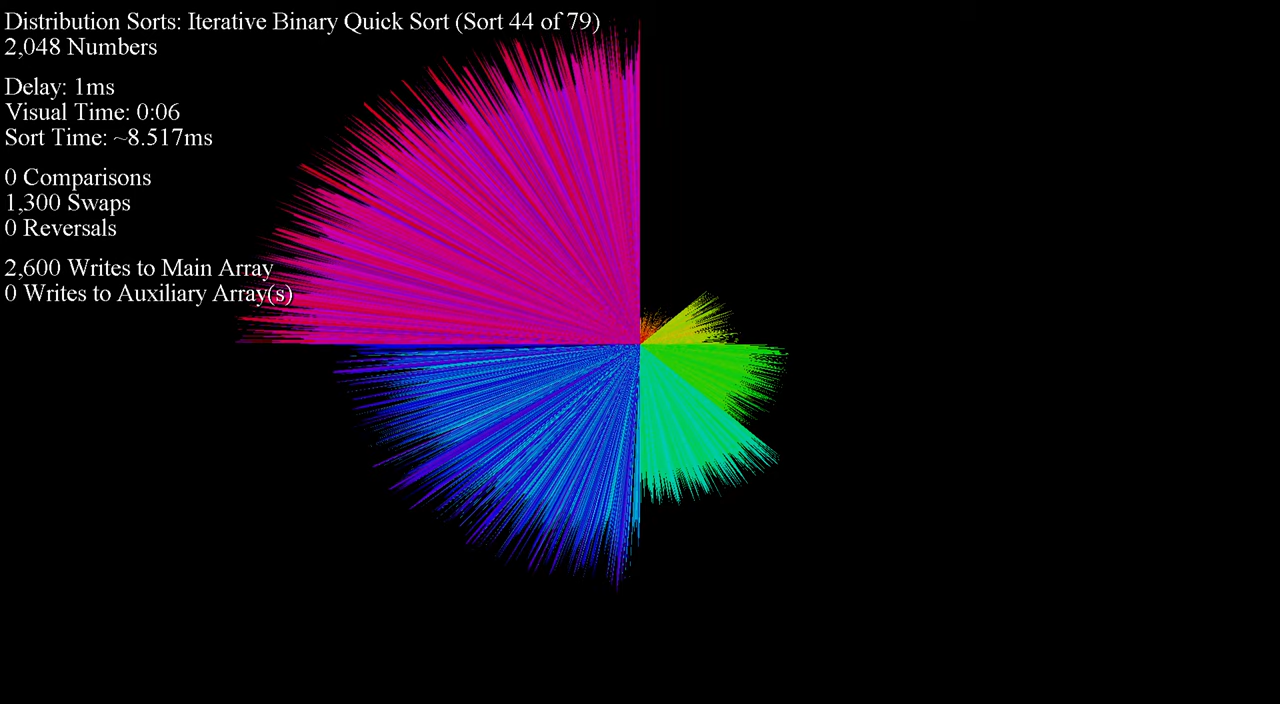 Distribution Sorts: Iterative Binary Quick Sort (Sort 44 of 79)
2,048 Numbers
Delay: 1ms
Visual Time: 0:06
Sort Time: ~8.517ms
0 Comparisons
1,300 Swaps
0 Reversals
2,600 Writes to Main Array
0 Writes to Auxiliary Array(s)